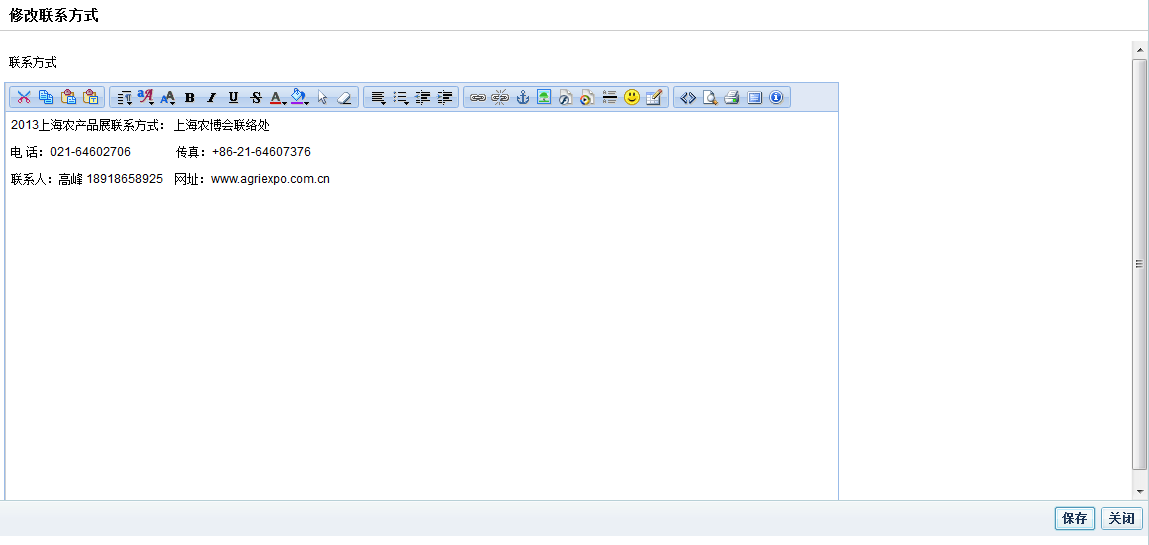 修改联系方式
联系方式
2013上海农产品展联系方式： 上海农博会联络处
电 话：021-64602706 传真：+86-21-64607376
联系人：高峰 18918658925 网址：www.agriexpo.com.cn
保存 关闭